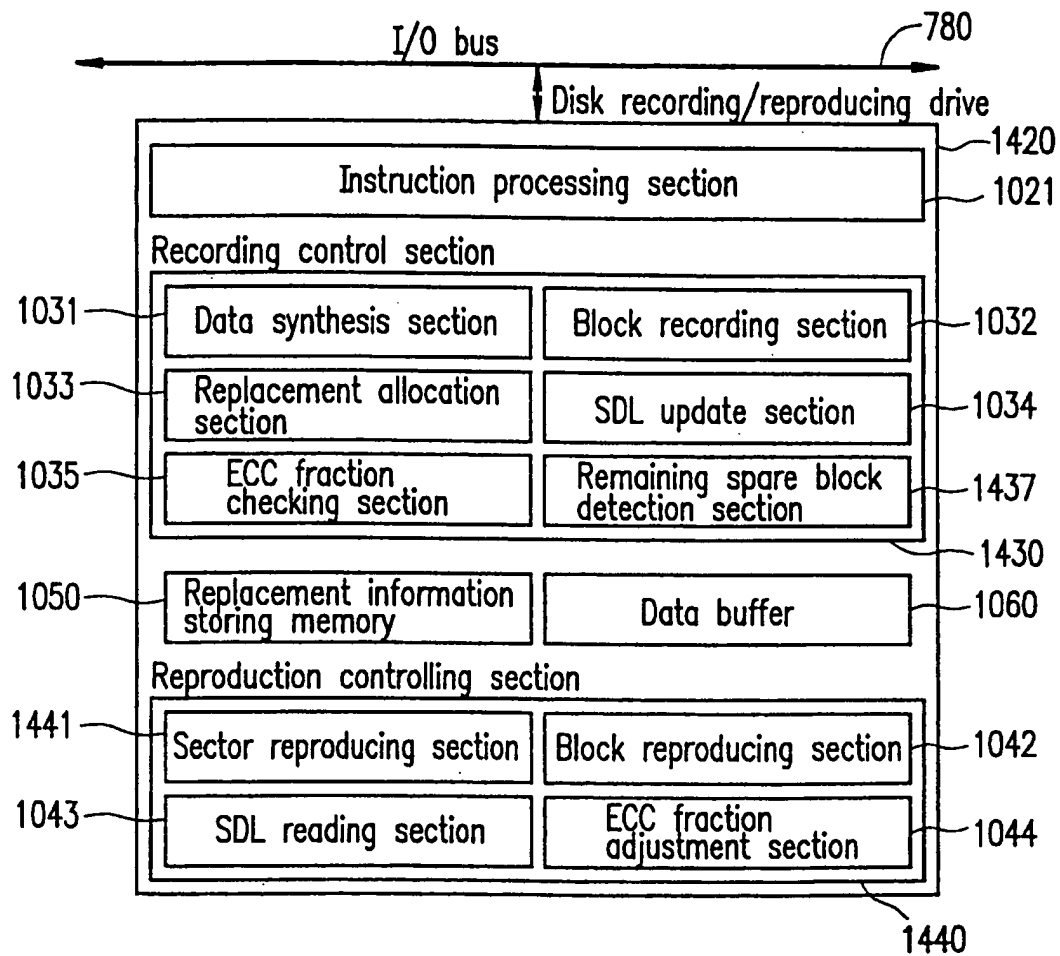 I/O bus
780
Disk recording/reproducing drive
1420
Instruction processing section
1021
Recording control section
1031
Data synthesis section
Block recording section
1032
1033
Replacement allocation
section
SDL update section
1034
1035
ECC fraction
checking section
Remaining spare block
detection section
1437
1430
1050
Replacement information
storing memory
Data buffer
1060
Reproduction controlling section
1441
Sector reproducing section
Block reproducing section
1042
1043
SDL reading section
ECC fraction
adjustment section
1044
1440